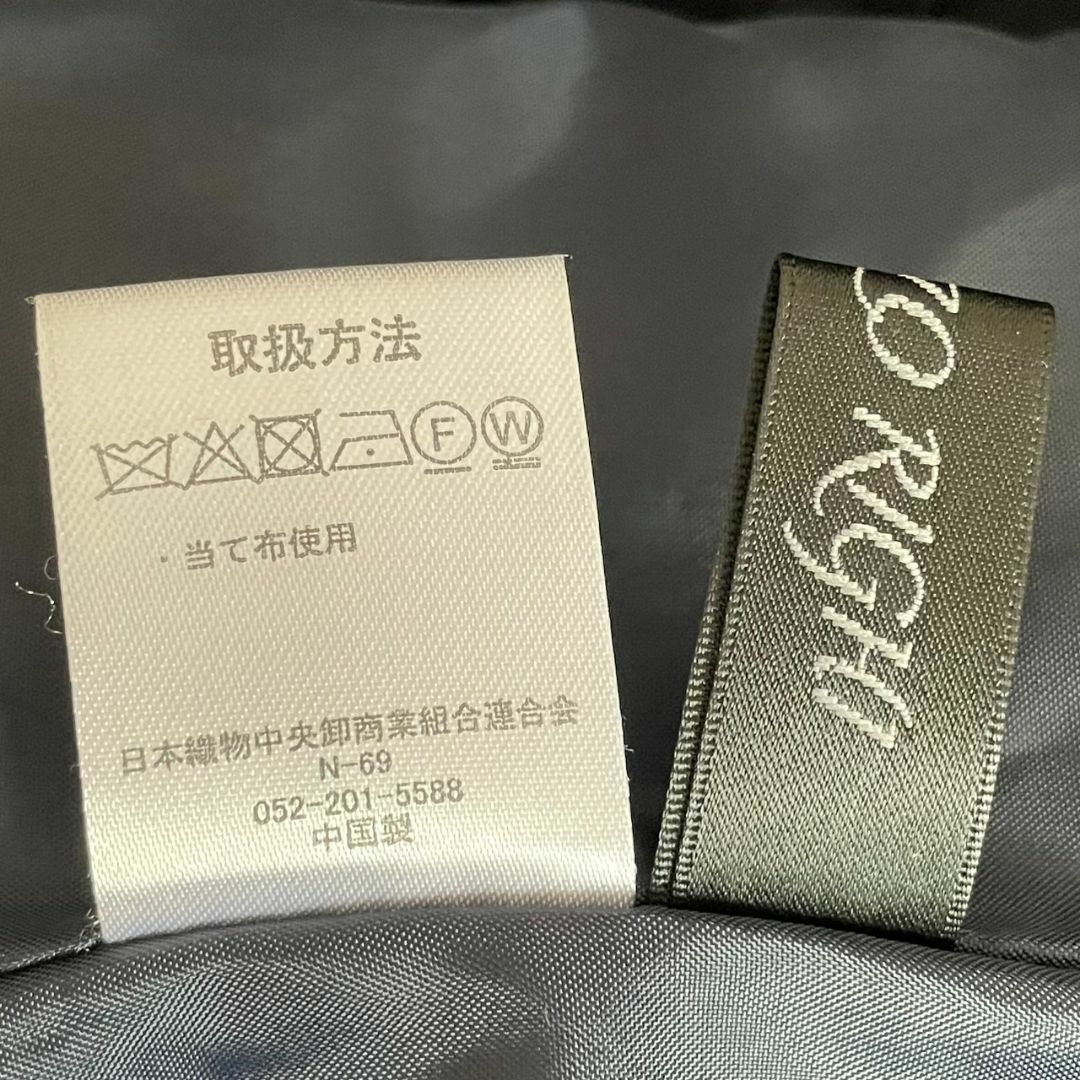 取扱方法
F W
・当て布使用
日本織物中央卸商業組合連合会
N-69
052-201-5588
中国製
RIGHI